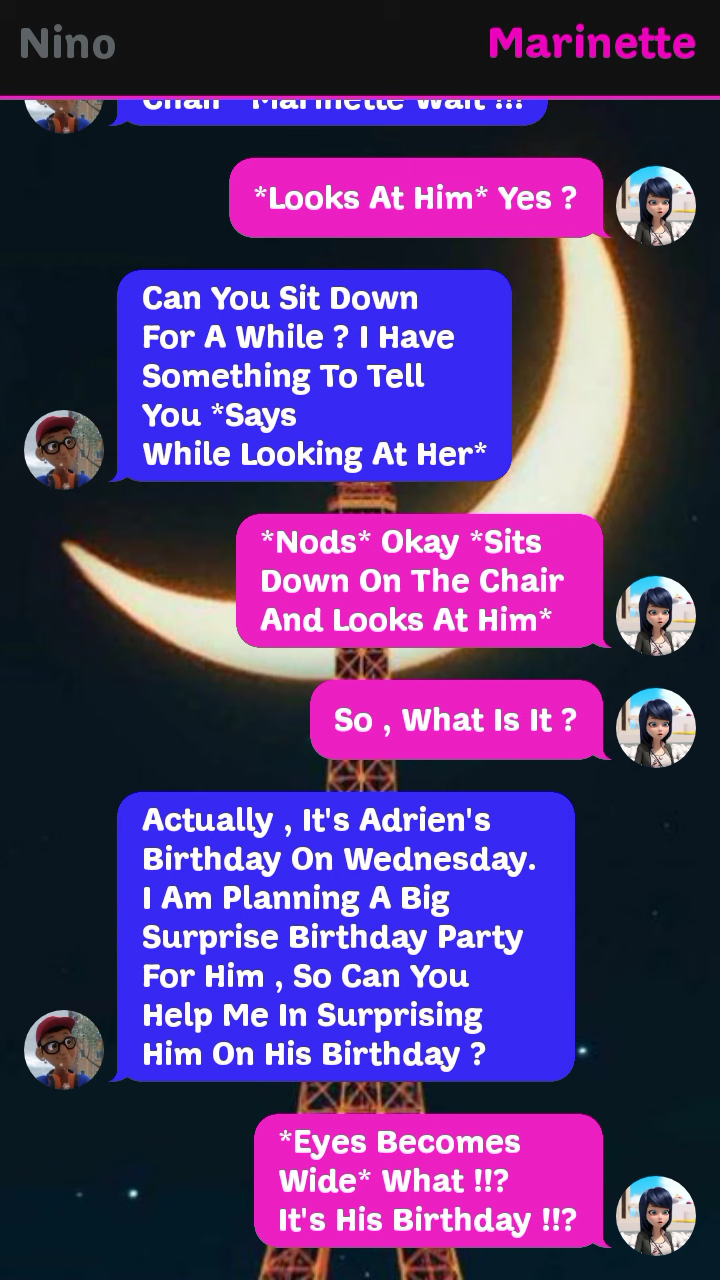 Nino
Marinette
Chair* Marinette Wait !!!
*Looks At Him* Yes ?
Can You Sit Down
For A While ? I Have
Something To Tell
You *Says
While Looking At Her*
*Nods* Okay *Sits
Down On The Chair
And Looks At Him*
So , What Is It ?
Actually , It's Adrien's
Birthday On Wednesday.
I Am Planning A Big
Surprise Birthday Party
For Him , So Can You
Help Me In Surprising
Him On His Birthday ?
*Eyes Becomes
Wide* What !!?
It's His Birthday !!?